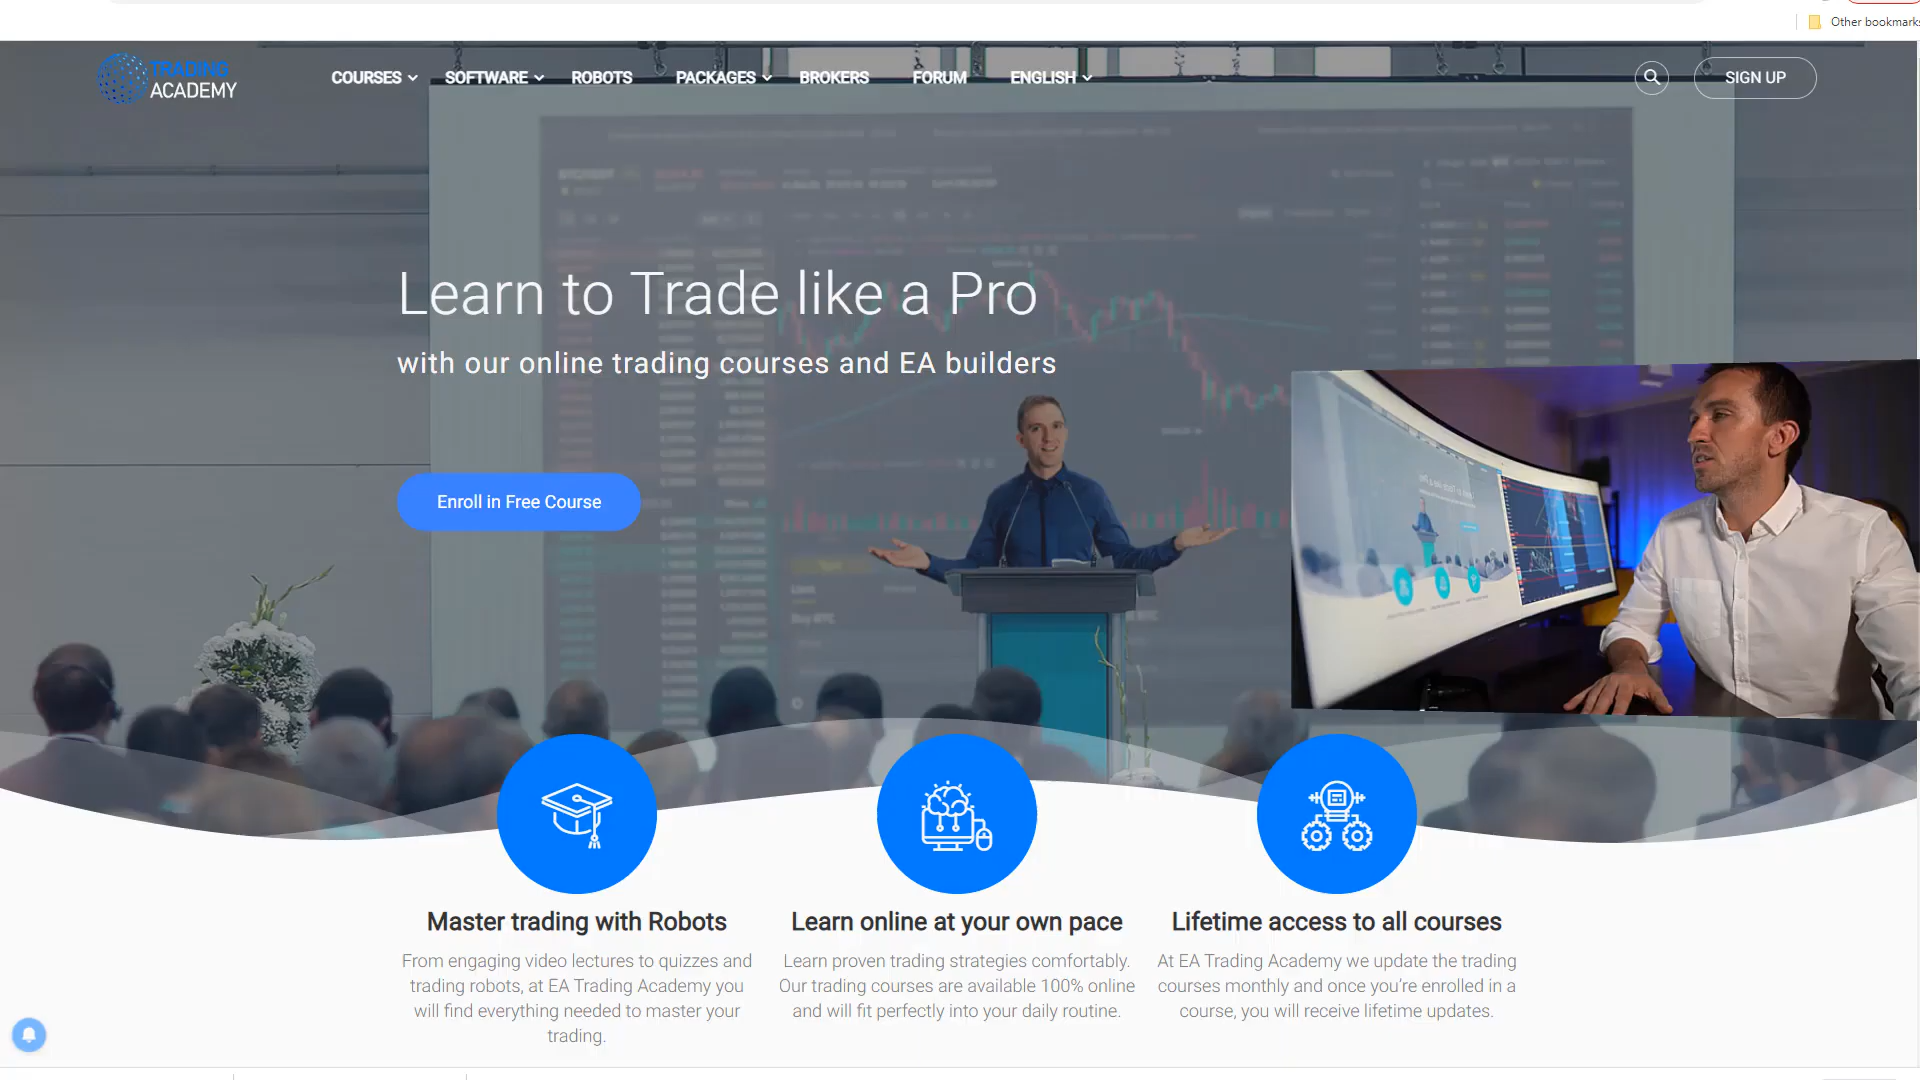 Other bookmarks
TRADING
ACADEMY
COURSES
SOFTWARE
ROBOTS
PACKAGES
BROKERS
FORUM
ENGLISH
SIGN UP
Learn to Trade like a Pro
with our online trading courses and EA builders
Enroll in Free Course
Master trading with Robots
From engaging video lectures to quizzes and
trading robots, at EA Trading Academy you
will find everything needed to master your
trading.
Learn online at your own pace
Learn proven trading strategies comfortably.
Our trading courses are available 100% online
and will fit perfectly into your daily routine.
Lifetime access to all courses
At EA Trading Academy we update the trading
courses monthly and once you're enrolled in a
course, you will receive lifetime updates.